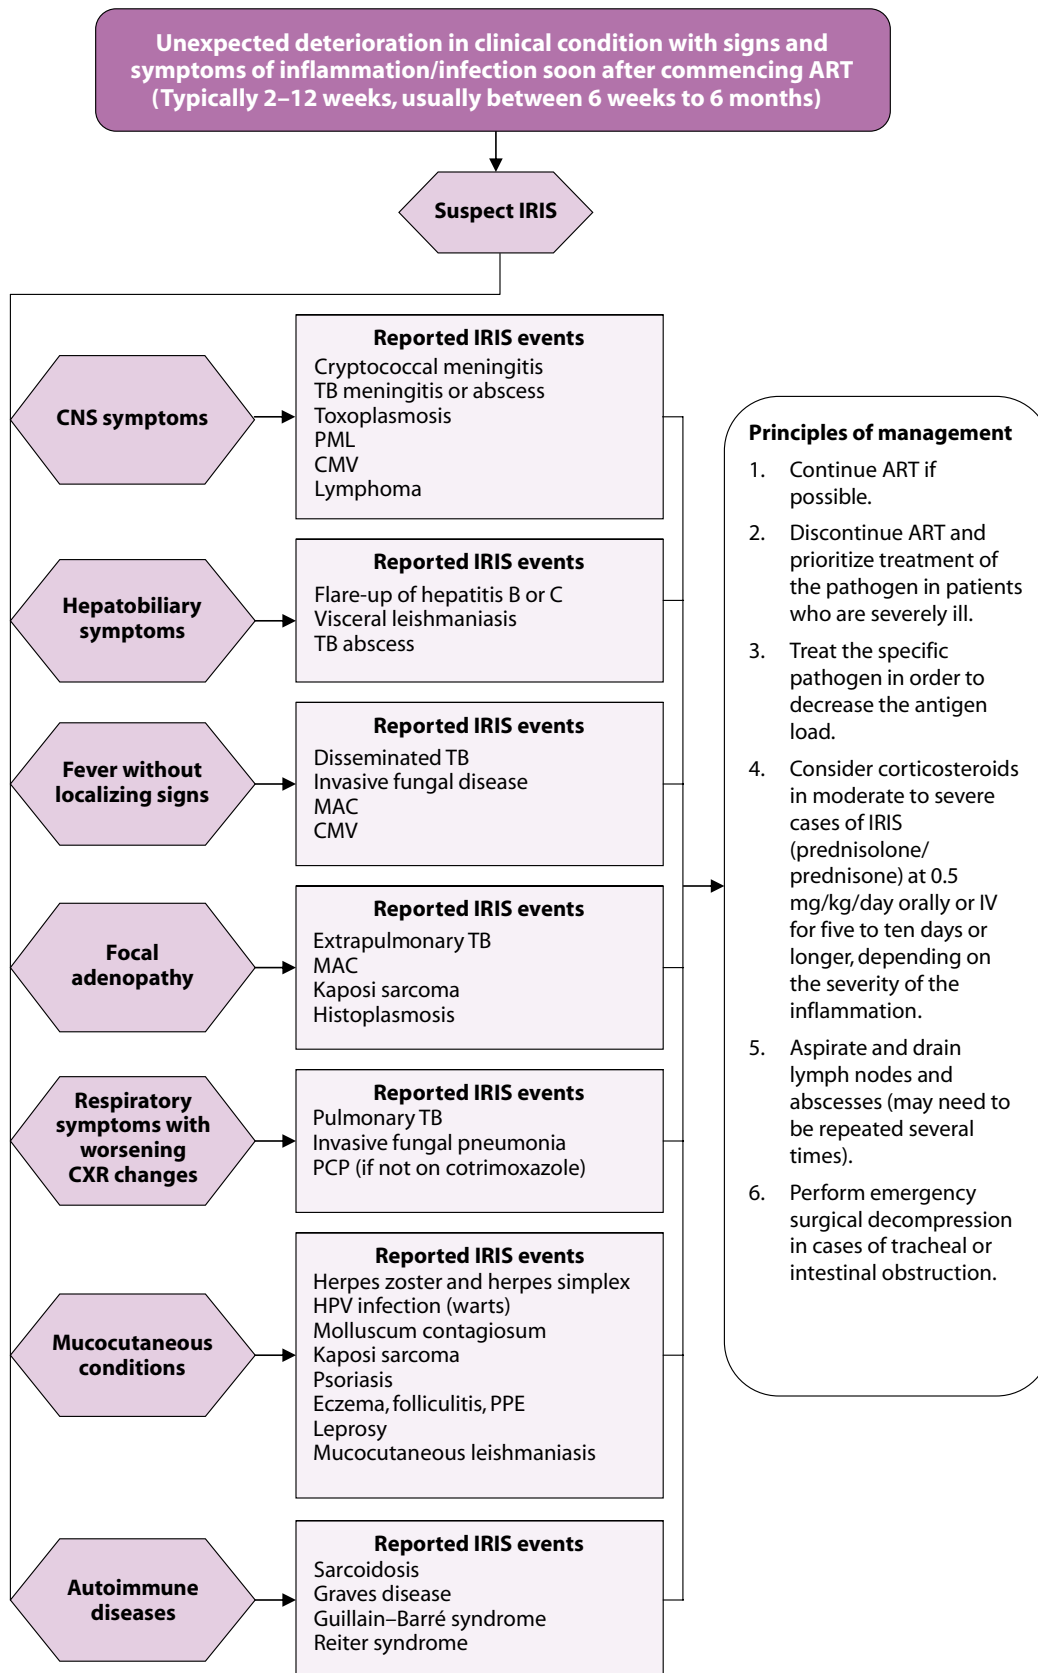 Unexpected deterioration in clinical condition with signs and
symptoms of inflammation/infection soon after commencing ART
(Typically 2–12 weeks, usually between 6 weeks to 6 months)
Suspect IRIS
CNS symptoms
Reported IRIS events
Cryptococcal meningitis
TB meningitis or abscess
Toxoplasmosis
PML
CMV
Lymphoma
Hepatobiliary
symptoms
Reported IRIS events
Flare-up of hepatitis B or C
Visceral leishmaniasis
TB abscess
Fever without
localizing signs
Reported IRIS events
Disseminated TB
Invasive fungal disease
MAC
CMV
Focal
adenopathy
Reported IRIS events
Extrapulmonary TB
MAC
Kaposi sarcoma
Histoplasmosis
Respiratory
symptoms with
worsening
CXR changes
Reported IRIS events
Pulmonary TB
Invasive fungal pneumonia
PCP (if not on cotrimoxazole)
Mucocutaneous
conditions
Reported IRIS events
Herpes zoster and herpes simplex
HPV infection (warts)
Molluscum contagiosum
Kaposi sarcoma
Psoriasis
Eczema, folliculitis, PPE
Leprosy
Mucocutaneous leishmaniasis
Autoimmune
diseases
Reported IRIS events
Sarcoidosis
Graves disease
Guillain–Barré syndrome
Reiter syndrome
Principles of management
1. Continue ART if
possible.
2. Discontinue ART and
prioritize treatment of
the pathogen in patients
who are severely ill.
3. Treat the specific
pathogen in order to
decrease the antigen
load.
4. Consider corticosteroids
in moderate to severe
cases of IRIS
(prednisolone/
prednisone) at 0.5
mg/kg/day orally or IV
for five to ten days or
longer, depending on
the severity of the
inflammation.
5. Aspirate and drain
lymph nodes and
abscesses (may need to
be repeated several
times).
6. Perform emergency
surgical decompression
in cases of tracheal or
intestinal obstruction.